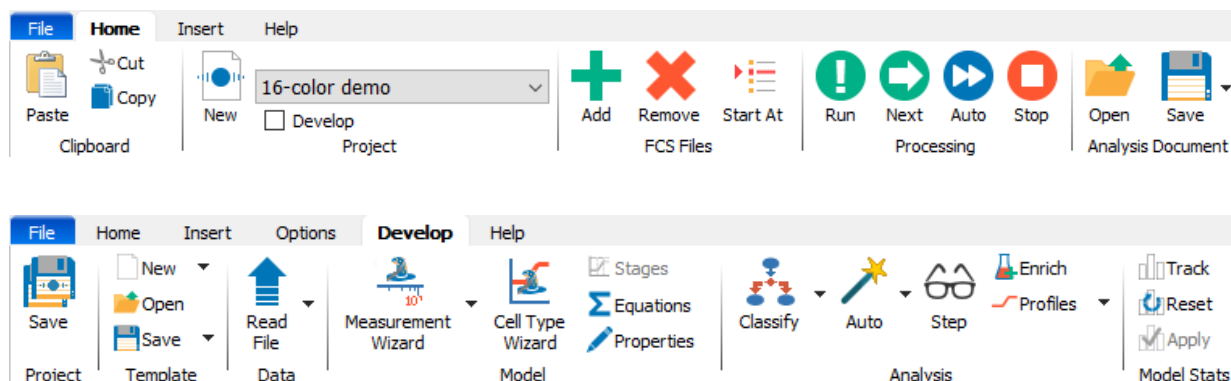 File Home Insert Help
Paste
Cut
Copy
Clipboard
New
16-color demo
Develop
Project
Add Remove Start At
FCS Files
Run Next Auto Stop
Processing
Open Save
Analysis Document
File Home Insert Options Develop Help
Save
Project
New
Open
Save
Template
Read
File
Data
10⁵
Measurement
Wizard
Cell Type
Wizard
Stages
Equations
Properties
Model
Classify Auto Step
Enrich
Profiles
Analysis
Track
Reset
Apply
Model Stats